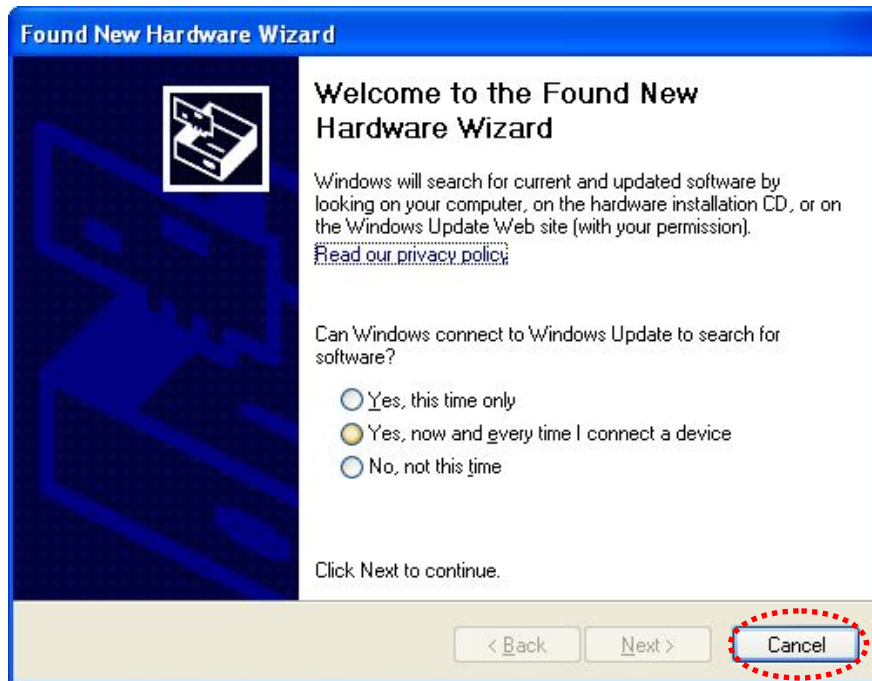 Found New Hardware Wizard
Welcome to the Found New
Hardware Wizard
Windows will search for current and updated software by
looking on your computer, on the hardware installation CD, or on
the Windows Update Web site (with your permission).
Read our privacy policy
Can Windows connect to Windows Update to search for
software?
Yes, this time only
Yes, now and every time I connect a device
No, not this time
Click Next to continue.
< Back Next > Cancel